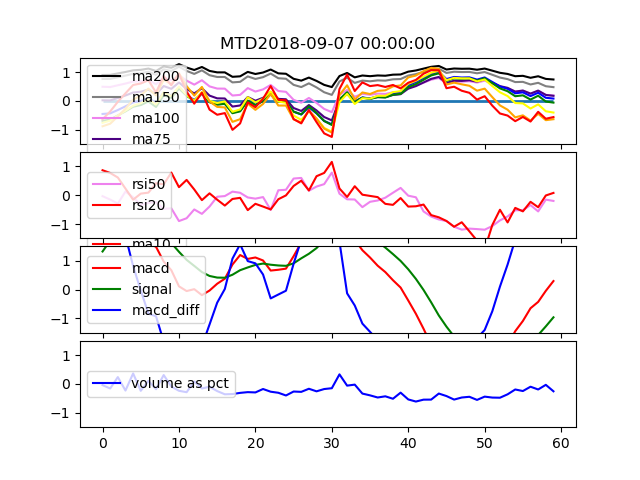 MTD2018-09-07 00:00:00
1
0
−1
ma200
ma150
ma100
ma75
1
0
−1
rsi50
rsi20
ma10
1
0
−1
macd
signal
macd_diff
1
0
−1
volume as pct
0 10 20 30 40 50 60